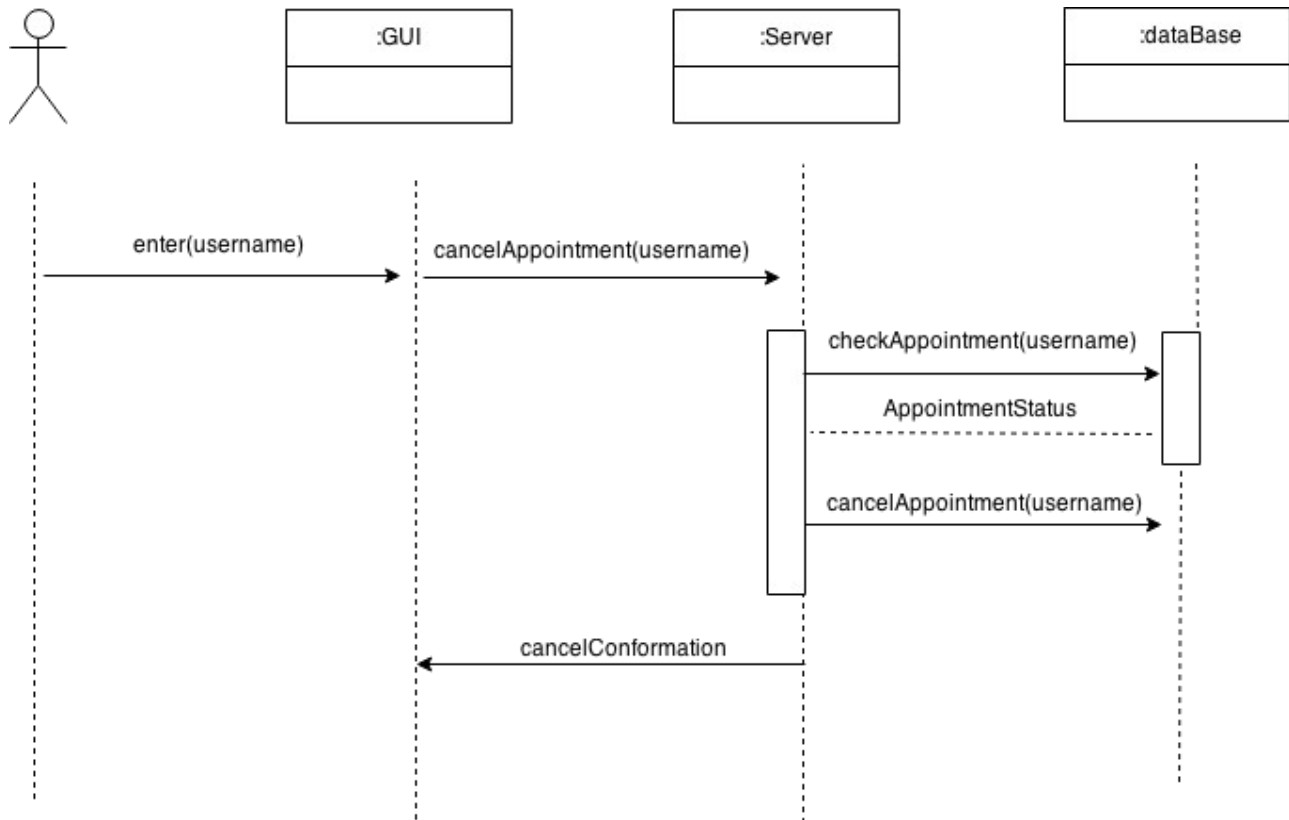 :GUI
:Server
:dataBase
enter(username)
cancelAppointment(username)
checkAppointment(username)
AppointmentStatus
cancelAppointment(username)
cancelConformation